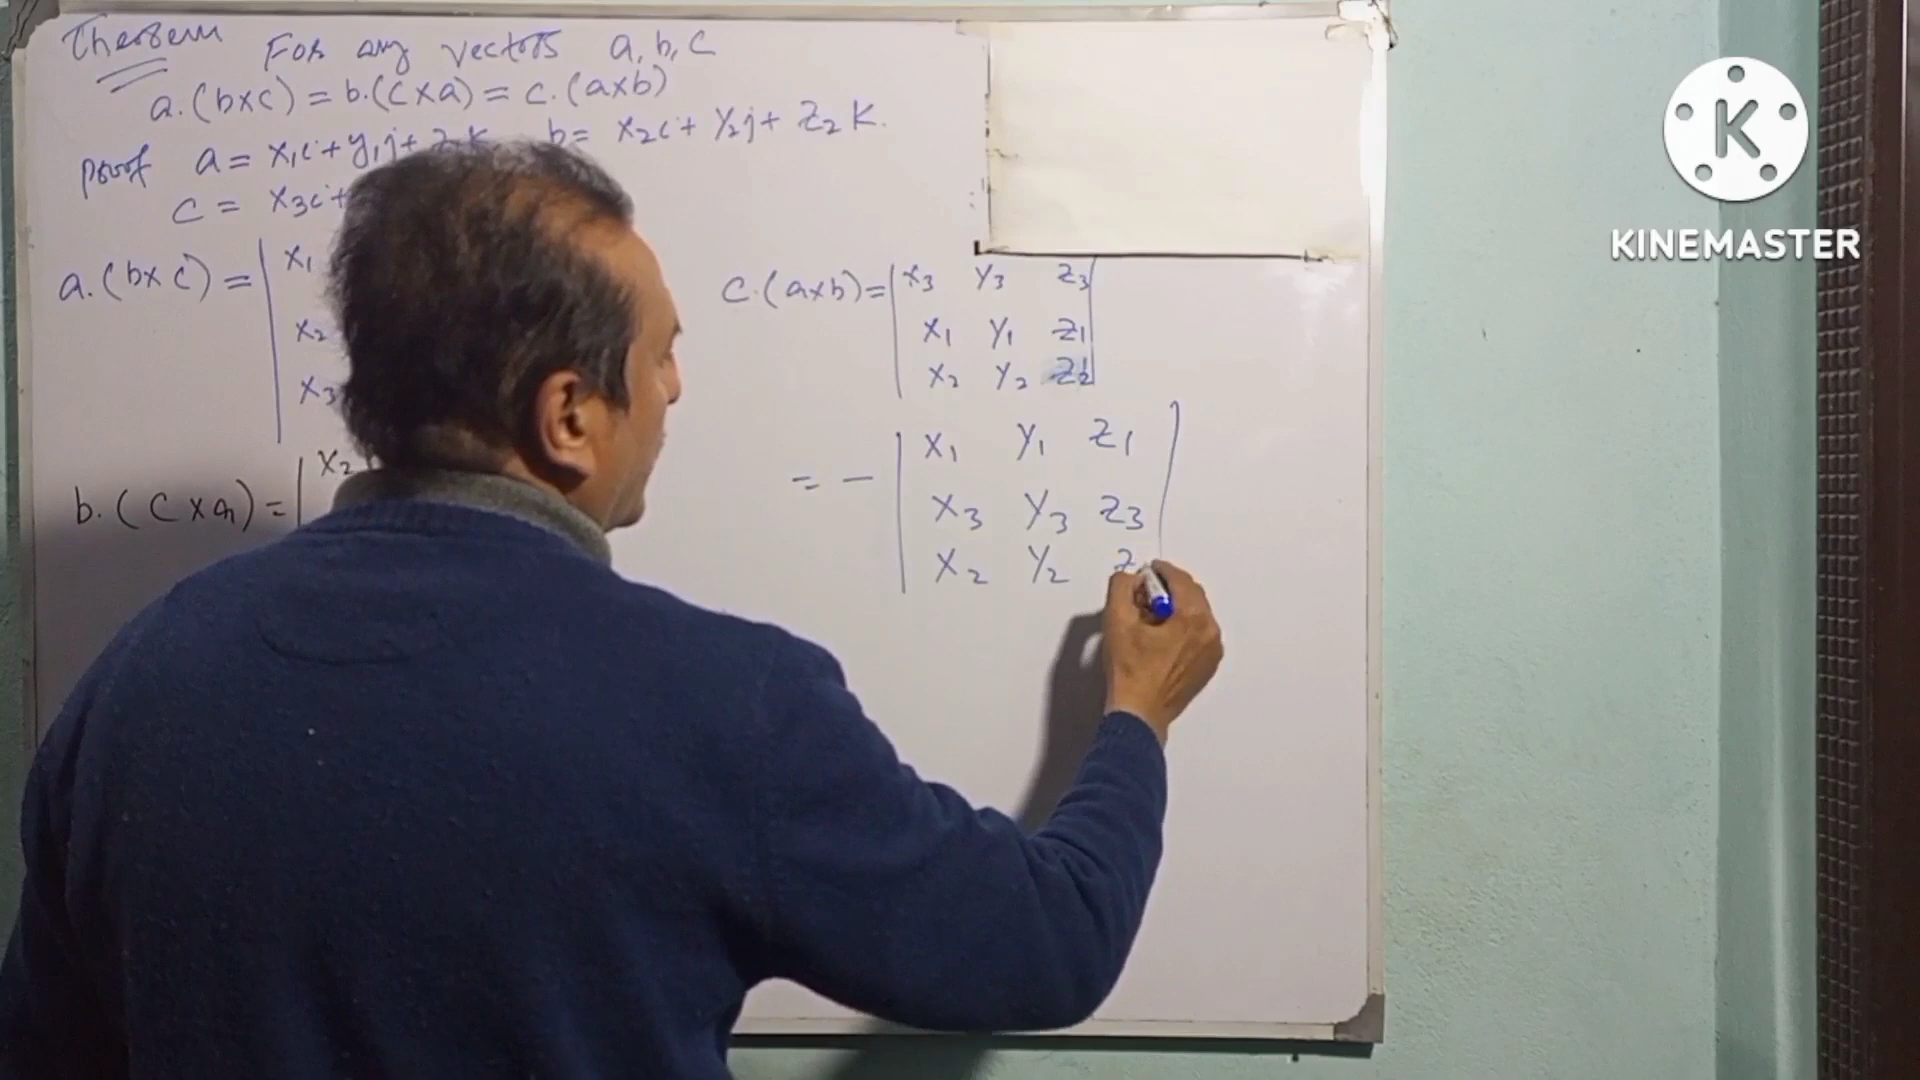 Theorem For any vectors a, b, c
a.(b×c) = b.(c×a) = c.(a×b)
proof a = x₁i + y₁j + z₁k b = x₂i + y₂j + z₂k.
c = x₃i +
a.(b×c) = | x₁
x₂
x₃
b.(c×a) = | x₂
c.(a×b) = | x₃ y₃ z₃ |
x₁ y₁ z₁
x₂ y₂ z₂
= - | x₁ y₁ z₁ |
x₃ y₃ z₃
x₂ y₂ z
K
KINEMASTER